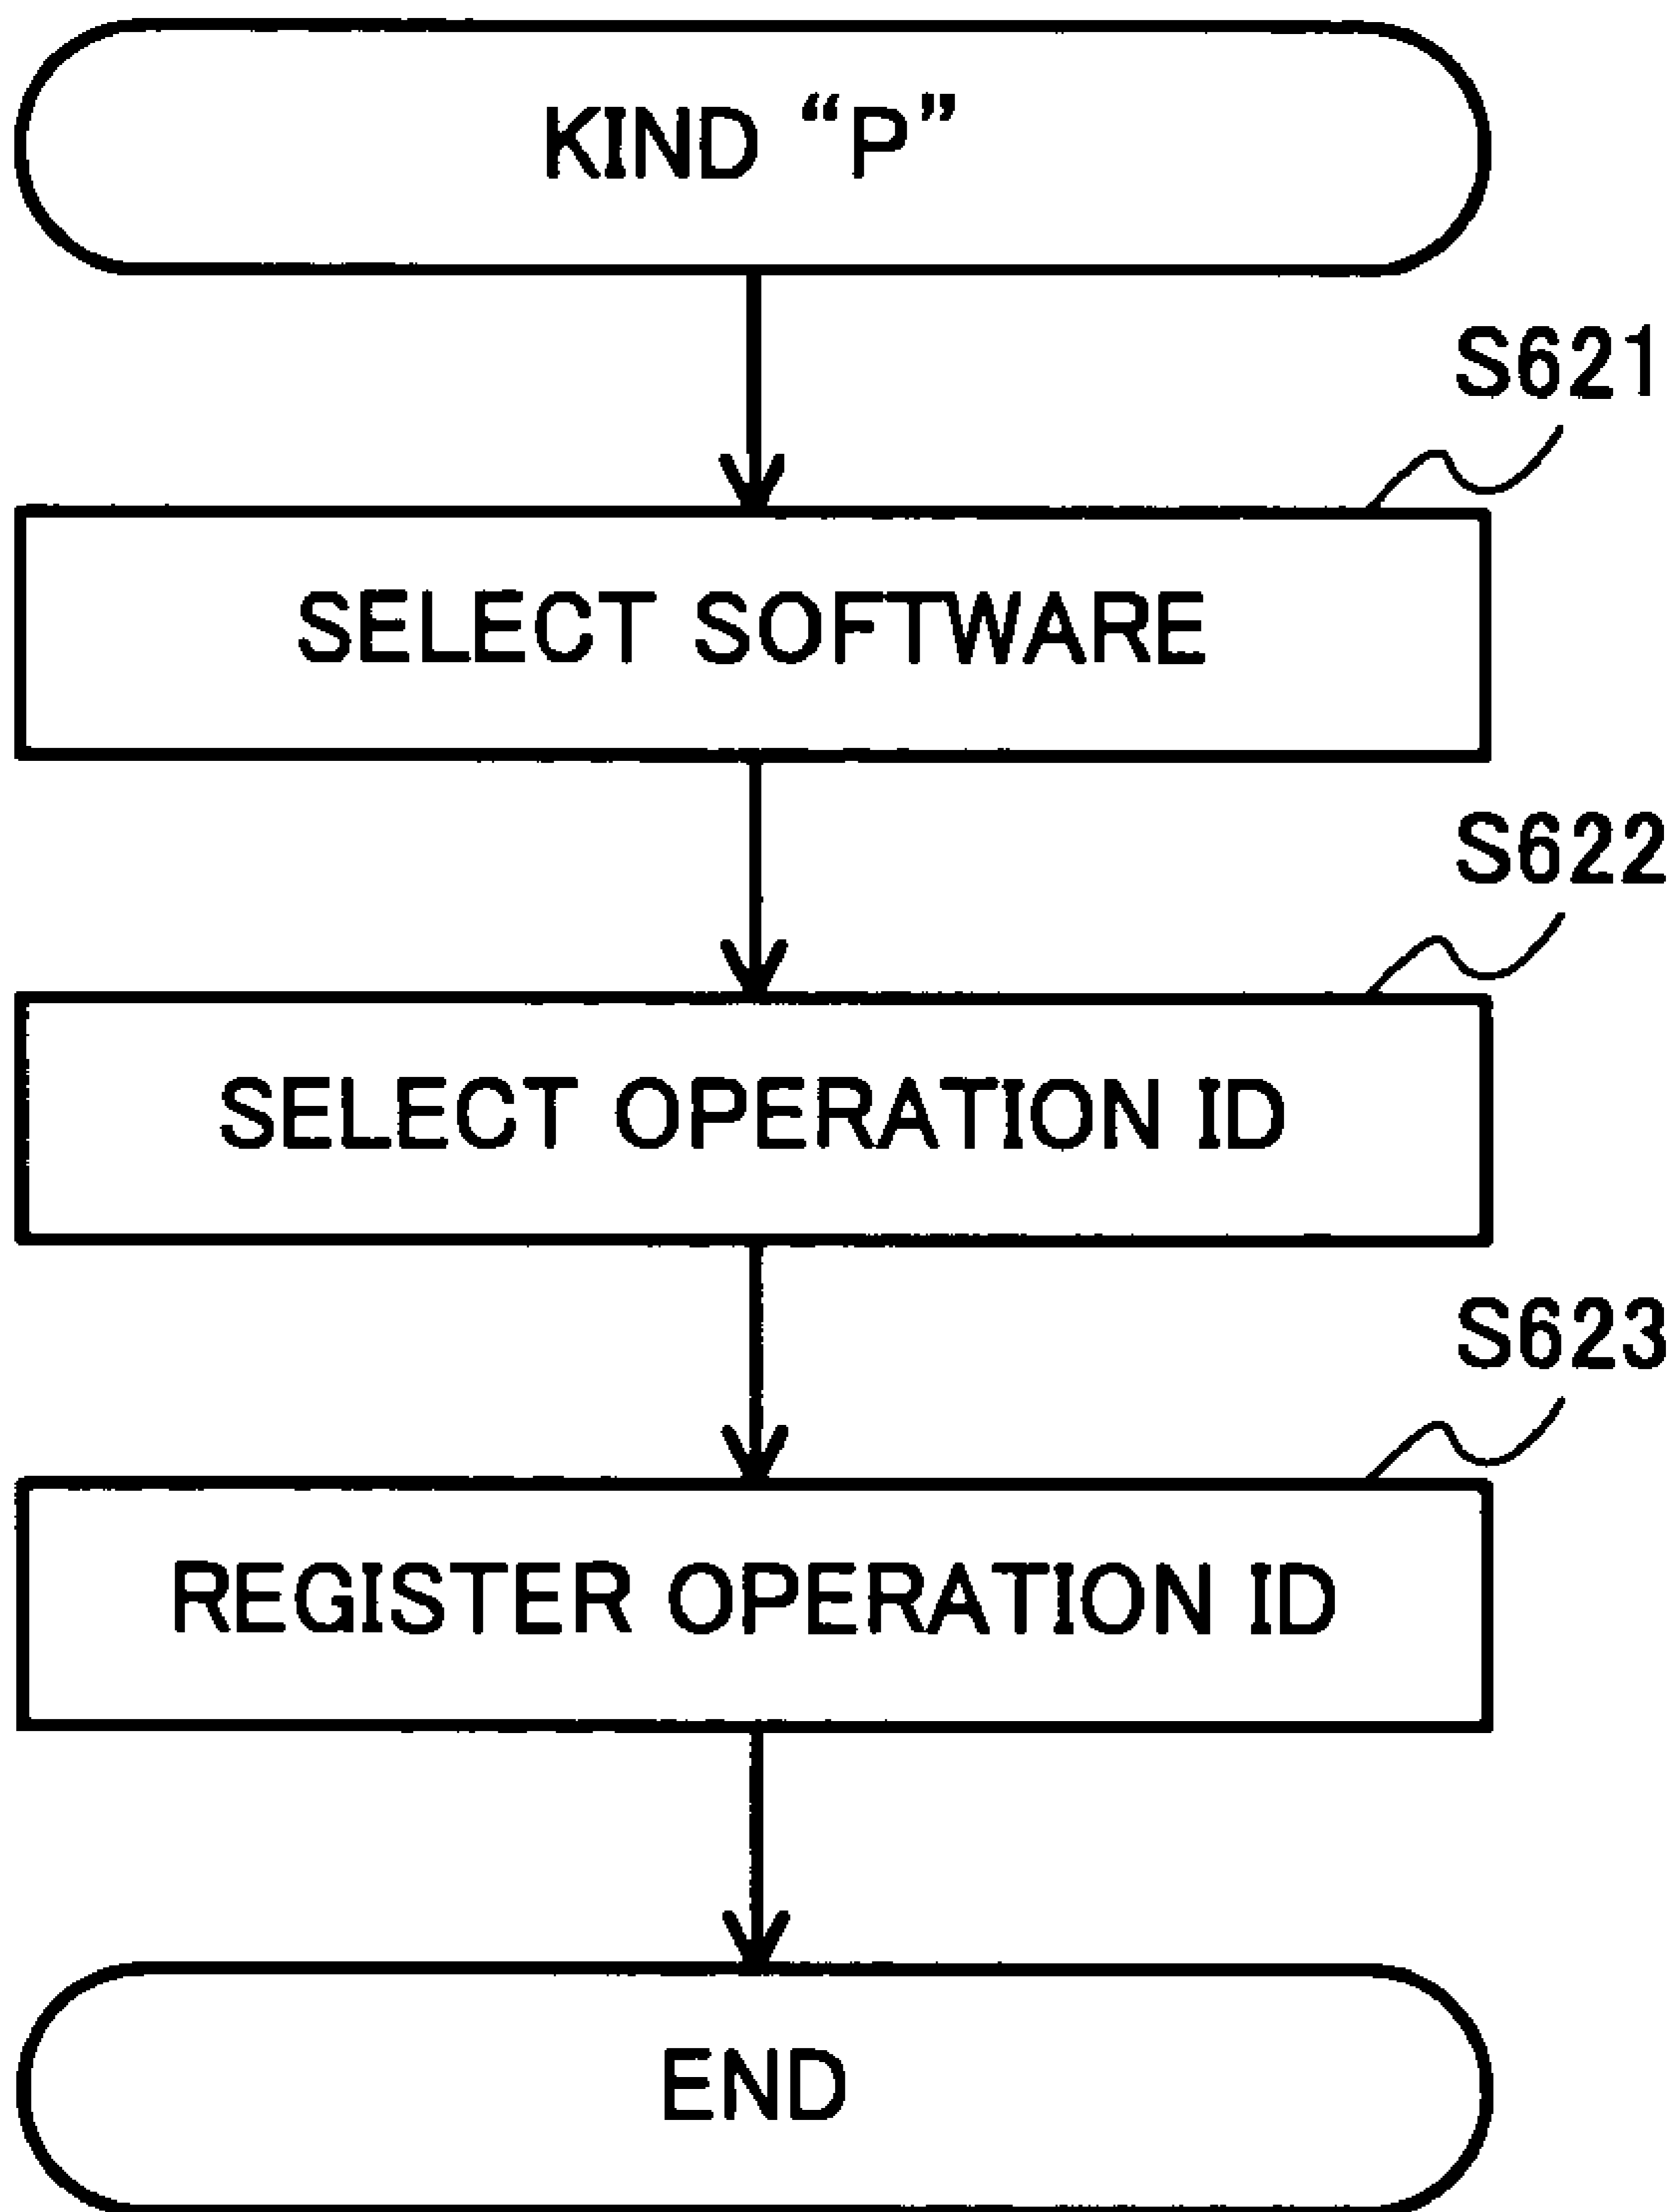 KIND “P”
S621
SELECT SOFTWARE
S622
SELECT OPERATION ID
S623
REGISTER OPERATION ID
END